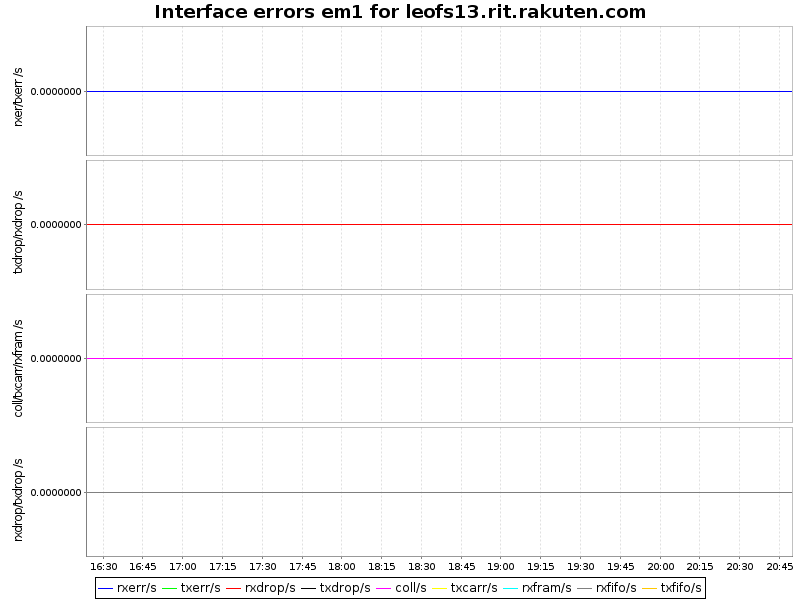 Interface errors em1 for leofs13.rit.rakuten.com
rxer/txerr /s
0.0000000
txdrop/rxdrop /s
0.0000000
coll/txcarr/rxfram /s
0.0000000
rxdrop/txdrop /s
0.0000000
16:30 16:45 17:00 17:15 17:30 17:45 18:00 18:15 18:30 18:45 19:00 19:15 19:30 19:45 20:00 20:15 20:30 20:45
rxerr/s txerr/s rxdrop/s txdrop/s coll/s txcarr/s rxfram/s rxfifo/s txfifo/s